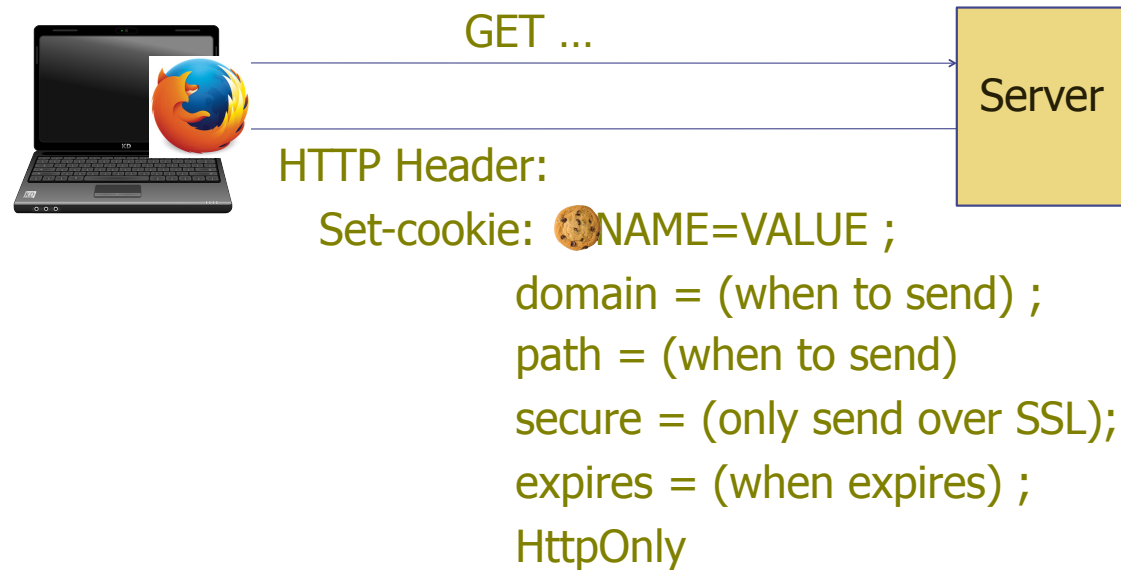 GET ...
Server
HTTP Header:
Set-cookie: NAME=VALUE ;
domain = (when to send) ;
path = (when to send)
secure = (only send over SSL);
expires = (when expires) ;
HttpOnly